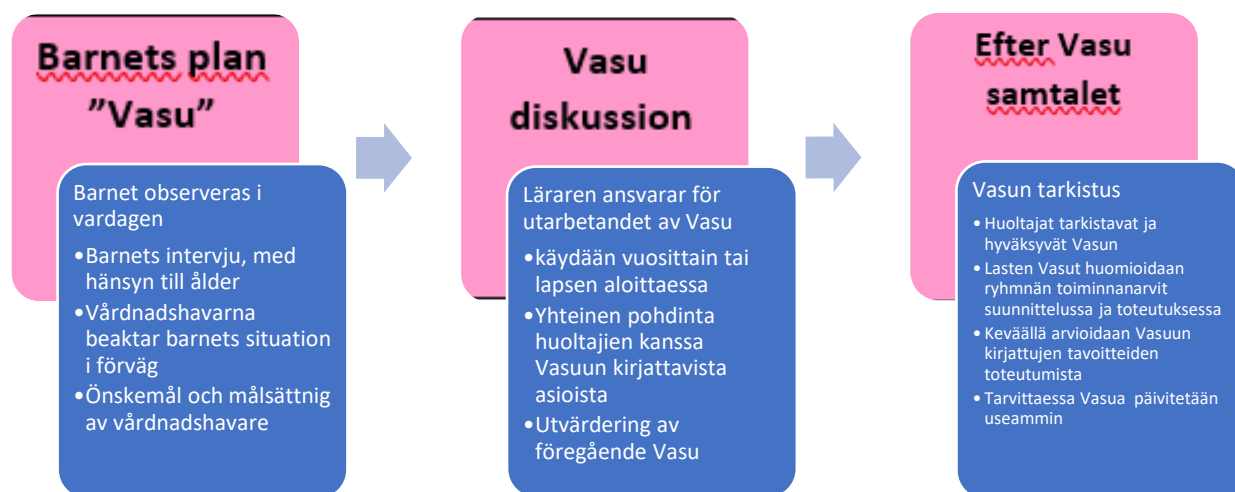 Barnets plan
”Vasu”
Barnet observeras i
vardagen
•Barnets intervju, med
hänsyn till ålder
•Vårdnadshavarna
beaktar barnets situation
i förväg
•Önskemål och målsättnig
av vårdnadshavare
Vasu
diskussion
Läraren ansvarar för
utarbetandet av Vasu
•käydään vuosittain tai
lapsen aloittaessa
•Yhteinen pohdinta
huoltajien kanssa
Vasuun kirjattavista
asioista
•Utvärdering av
föregående Vasu
Efter Vasu
samtalet
Vasun tarkistus
•Huoltajat tarkistavat ja
hyväksyvät Vasun
•Lasten Vasut huomioidaan
ryhmnän toiminnanarvit
suunnittelussa ja toteutuksessa
•Keväällä arvioidaan Vasuun
kirjattujen tavoitteiden
toteutumista
•Tarvittaessa Vasua päivitetään
useammin